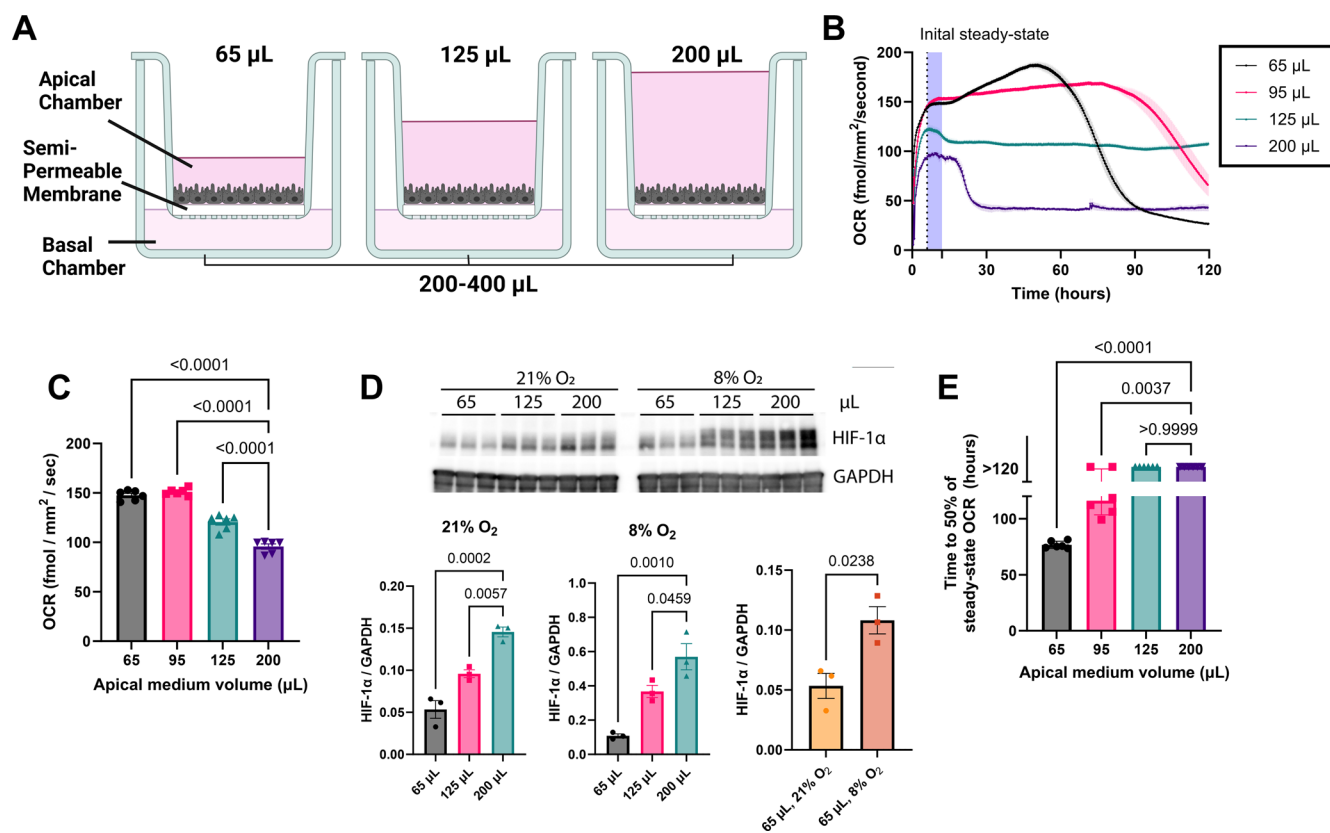 A
65 µL
125 µL
200 µL
Apical
Chamber
Semi-
Permeable
Membrane
Basal
Chamber
200-400 µL
B
Inital steady-state
200
150
100
50
0
OCR (fmol/mm²/second)
0
30
60
90
120
Time (hours)
65 µL
95 µL
125 µL
200 µL
C
<0.0001
<0.0001
<0.0001
200
150
100
50
0
OCR (fmol / mm² / sec)
65
95
125
200
Apical medium volume (µL)
D
21% O₂
8% O₂
65
125
200
65
125
200
µL
HIF-1α
GAPDH
21% O₂
0.0002
0.0057
0.20
0.15
0.10
0.05
0.00
HIF-1α / GAPDH
65 µL
125 µL
200 µL
8% O₂
0.0010
0.0459
1.0
0.8
0.6
0.4
0.2
0.0
HIF-1α / GAPDH
65 µL
125 µL
200 µL
0.0238
0.15
0.10
0.05
0.00
HIF-1α / GAPDH
65 µL, 21% O₂
65 µL, 8% O₂
E
<0.0001
0.0037
>0.9999
>120
100
50
0
Time to 50% of
steady-state OCR (hours)
65
95
125
200
Apical medium volume (µL)